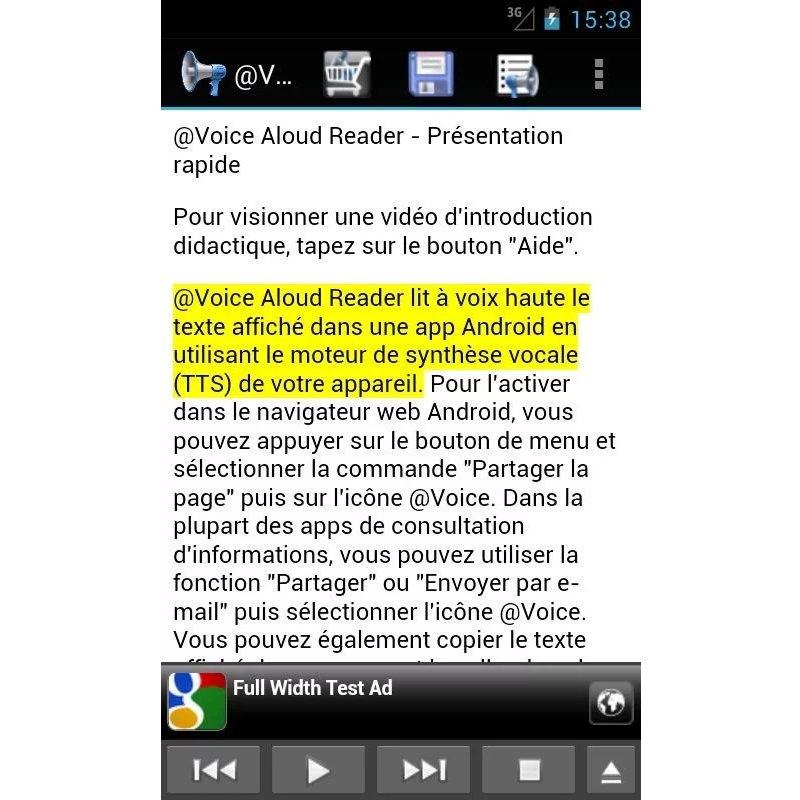 3G 15:38
@V...
@Voice Aloud Reader - Présentation
rapide
Pour visionner une vidéo d'introduction
didactique, tapez sur le bouton "Aide".
@Voice Aloud Reader lit à voix haute le
texte affiché dans une app Android en
utilisant le moteur de synthèse vocale
(TTS) de votre appareil. Pour l'activer
dans le navigateur web Android, vous
pouvez appuyer sur le bouton de menu et
sélectionner la commande "Partager la
page" puis sur l'icône @Voice. Dans la
plupart des apps de consultation
d'informations, vous pouvez utiliser la
fonction "Partager" ou "Envoyer par e-
mail" puis sélectionner l'icône @Voice.
Vous pouvez également copier le texte
Full Width Test Ad